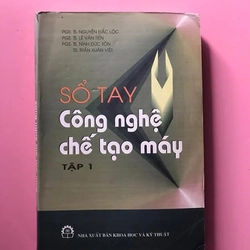 PGS. TS. NGUYỄN ĐẮC LỘC
PGS. TS. LÊ VĂN TIẾN
PGS. TS. NINH ĐỨC TỐN
TS. TRẦN XUÂN VIỆT
SỔ TAY
Công nghệ
chế tạo máy
TẬP 1
NHÀ XUẤT BẢN KHOA HỌC VÀ KỸ THUẬT